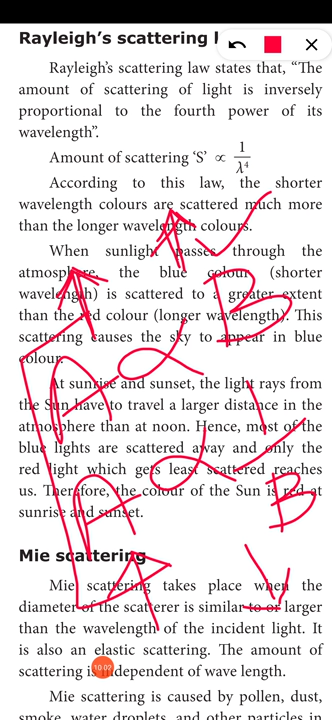 Rayleigh's scattering l
Rayleigh's scattering law states that, "The
amount of scattering of light is inversely
proportional to the fourth power of its
wavelength".
Amount of scattering 'S' ∝ 1/λ⁴
According to this law, the shorter
wavelength colours are scattered much more
than the longer wavelength colours.
When sunlight passes through the
atmosphere, the blue colour (shorter
wavelength) is scattered to a greater extent
than the red colour (longer wavelength). This
scattering causes the sky to appear in blue
colour.
At sunrise and sunset, the light rays from
the Sun have to travel a larger distance in the
atmosphere than at noon. Hence, most of the
blue lights are scattered away and only the
red light which gets least scattered reaches
us. Therefore, the colour of the Sun is red at
sunrise and sunset.
Mie scattering
Mie scattering takes place when the
diameter of the scatterer is similar to or larger
than the wavelength of the incident light. It
is also an elastic scattering. The amount of
scattering is independent of wave length.
Mie scattering is caused by pollen, dust,
smoke, water droplets, and other particles in
A ∝ 1/B
A ∝ 1/B
10:02